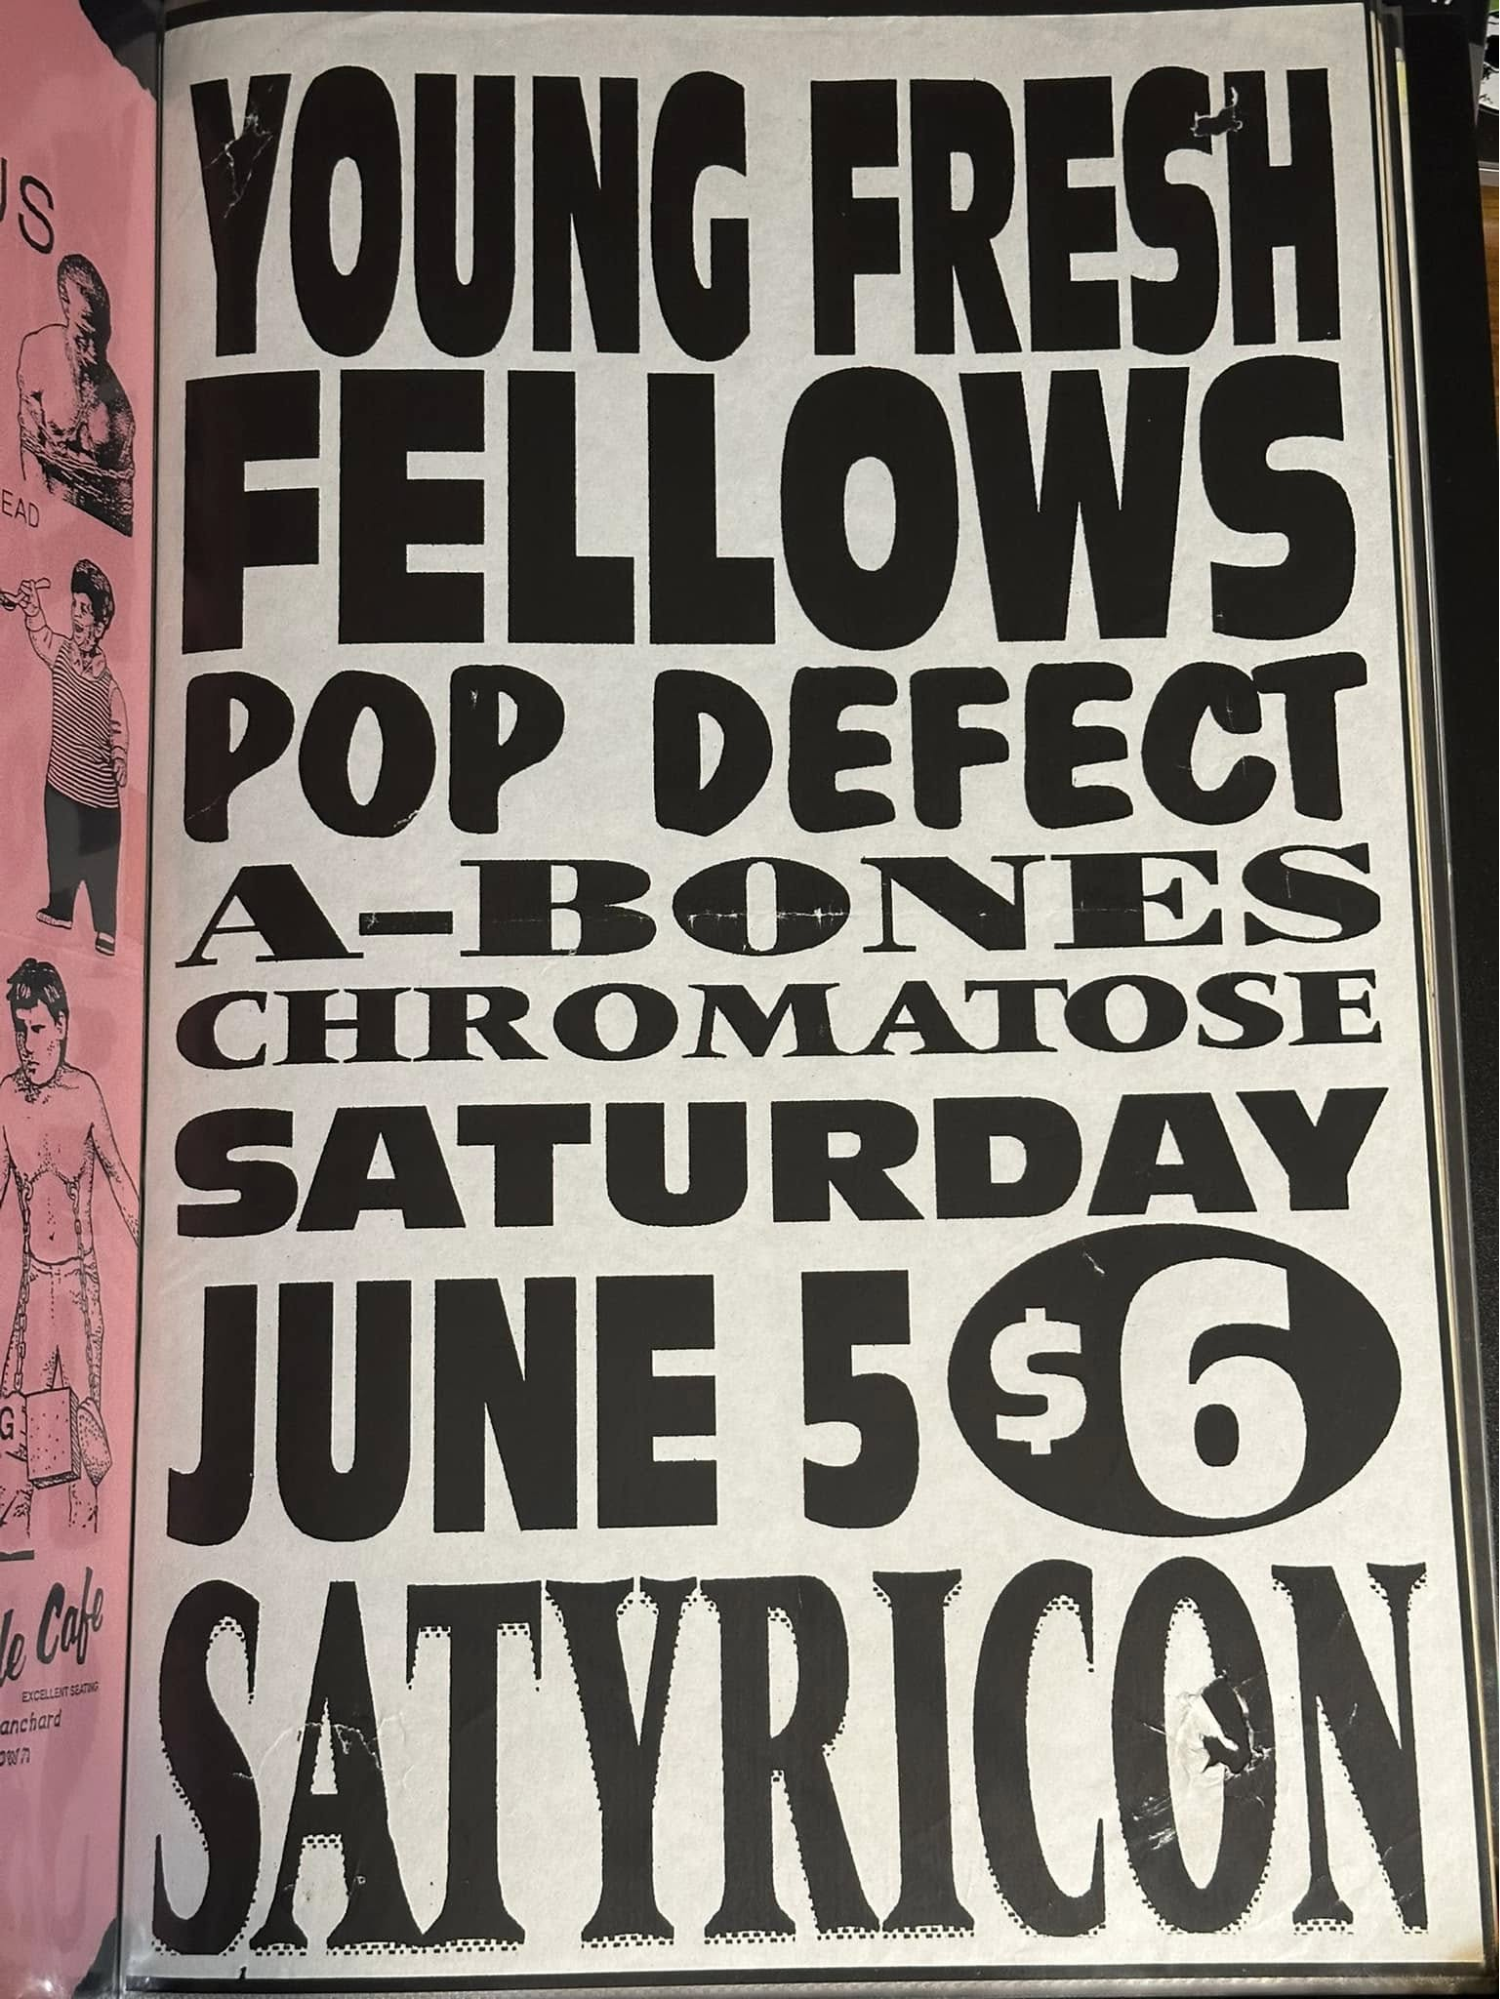 YOUNG FRESH
FELLOWS
POP DEFECT
A-BONES
CHROMATOSE
SATURDAY
JUNE 5 $6
SATYRICON
US
EAD
G
le Cafe
EXCELLENT SEATING
anchard
own